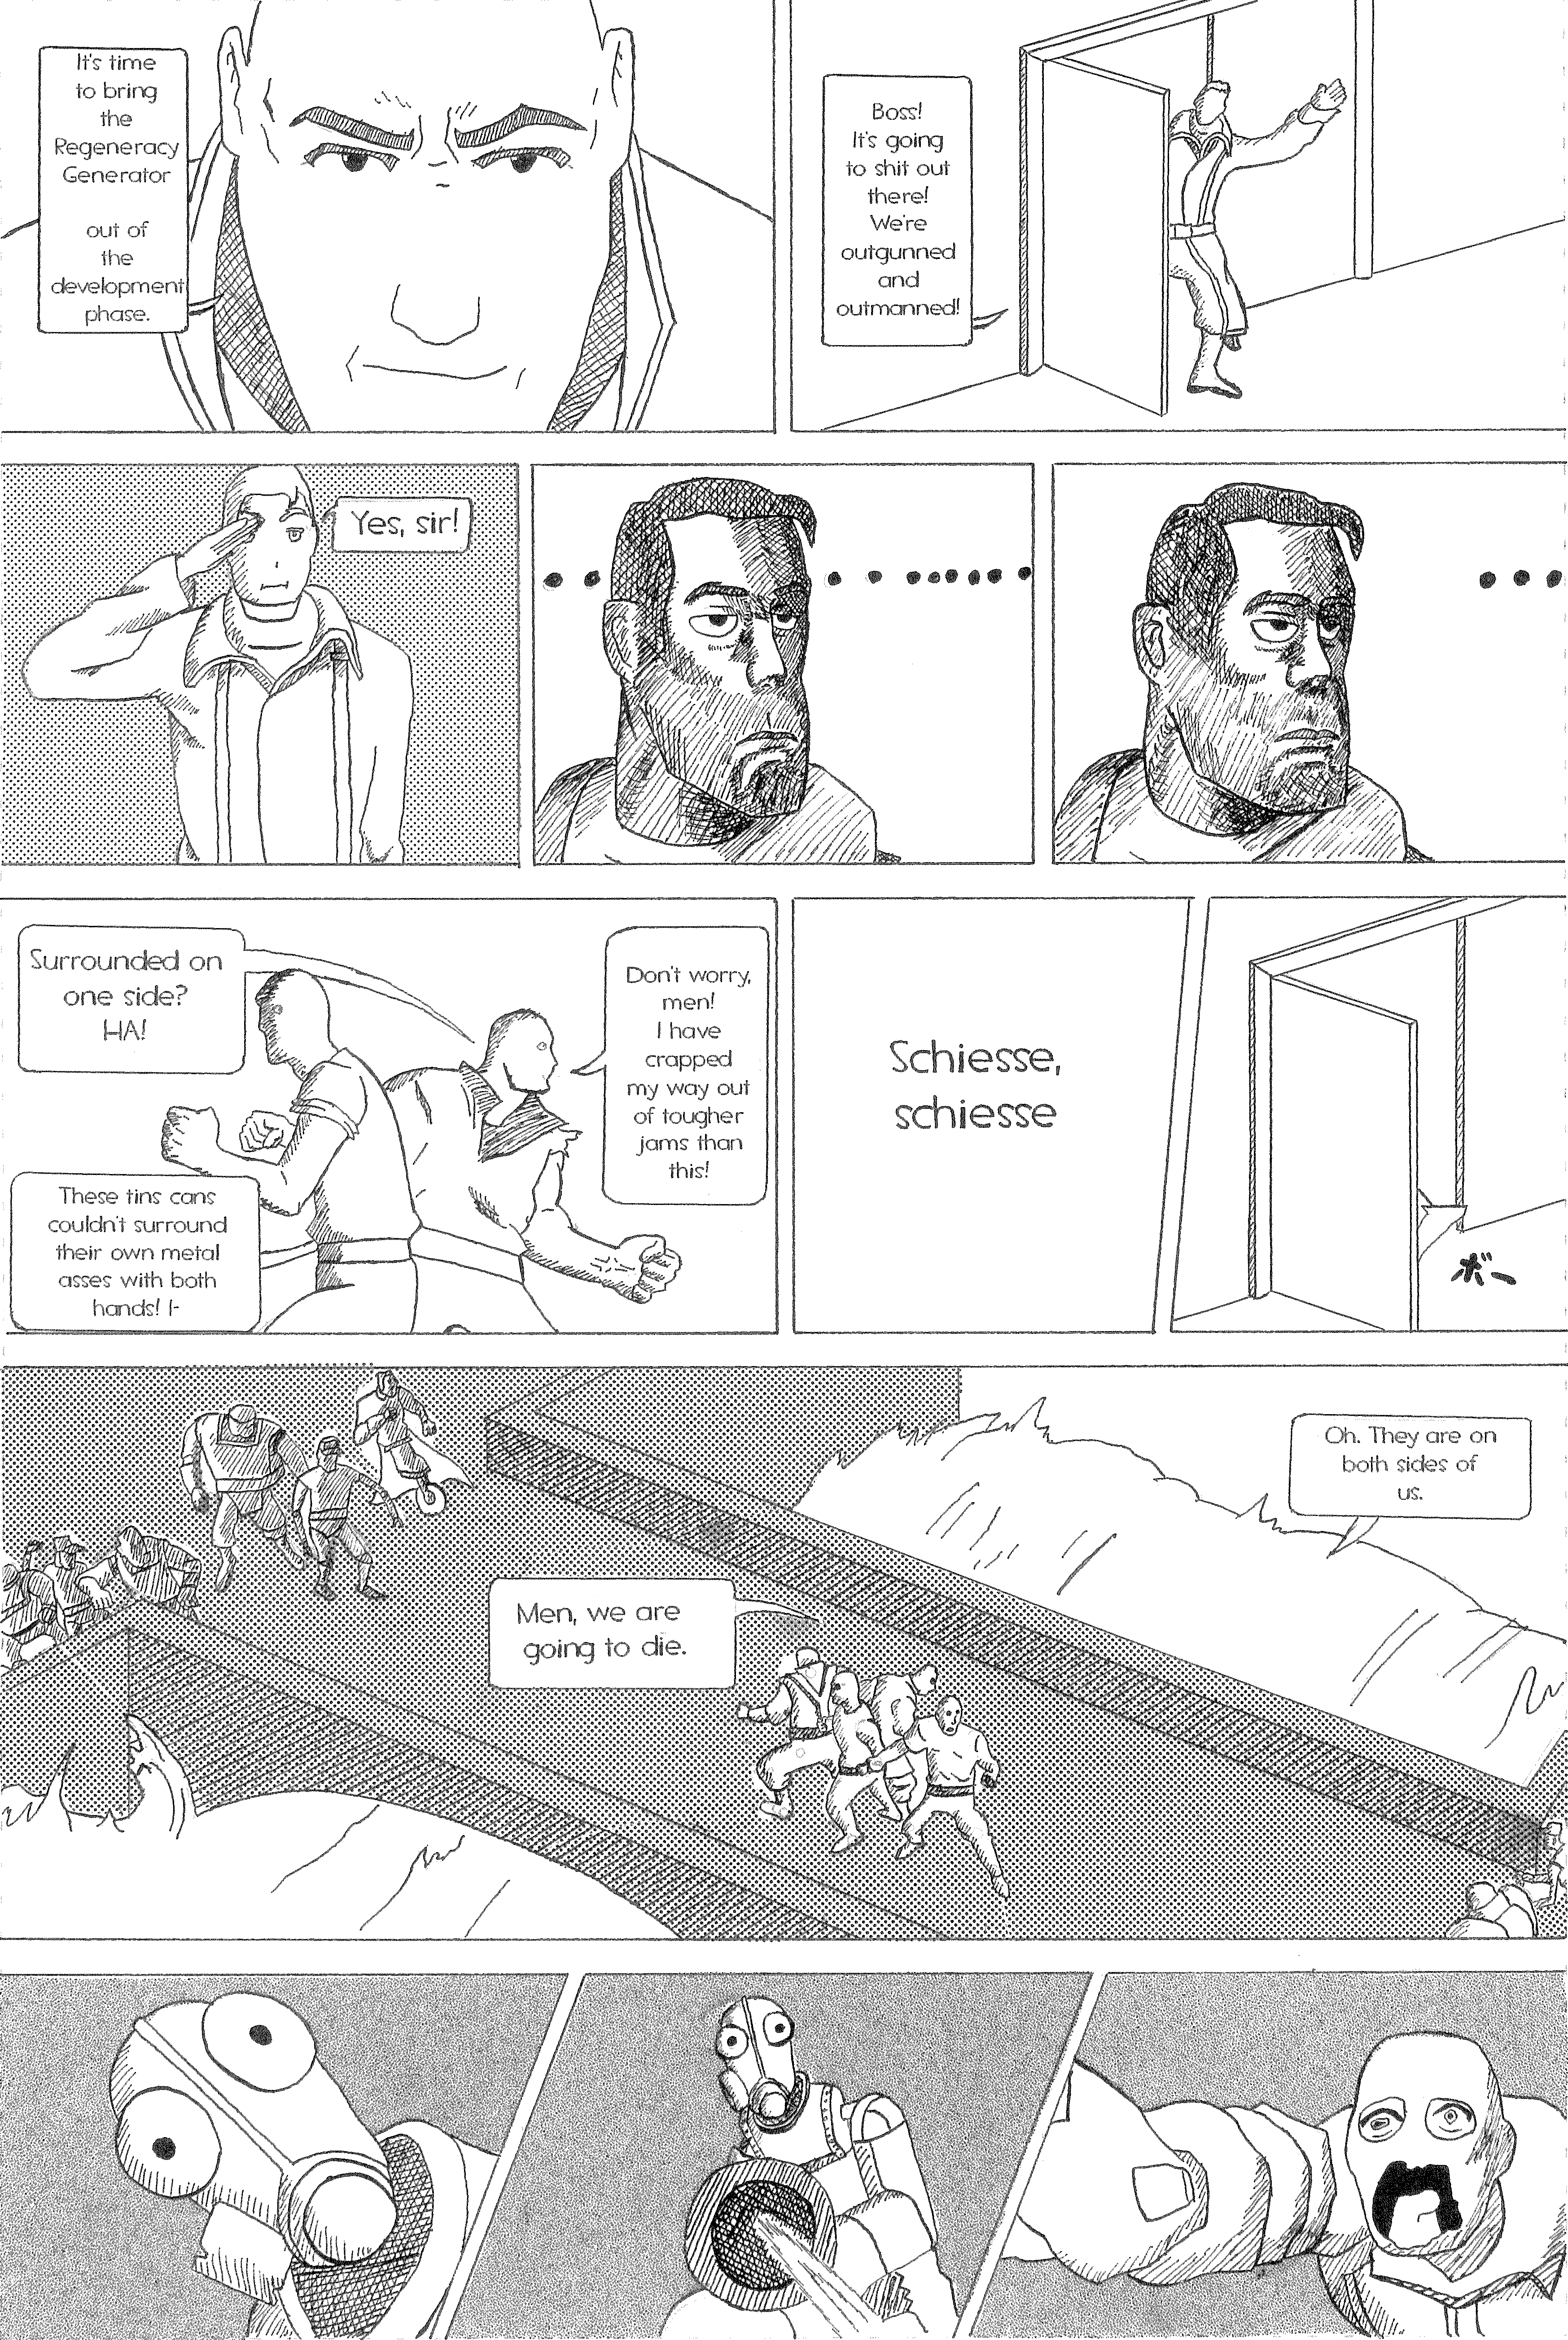 It's time
to bring
the
Regeneracy
Generator
out of
the
development
phase.
Boss!
It's going
to shit out
there!
We're
outgunned
and
outmanned!
Yes, sir!
Surrounded on
one side?
HA!
Don't worry,
men!
I have
crapped
my way out
of tougher
jams than
this!
These tins cans
couldn't surround
their own metal
asses with both
hands! I-
Schiesse,
schiesse
ボー
Oh. They are on
both sides of
us.
Men, we are
going to die.